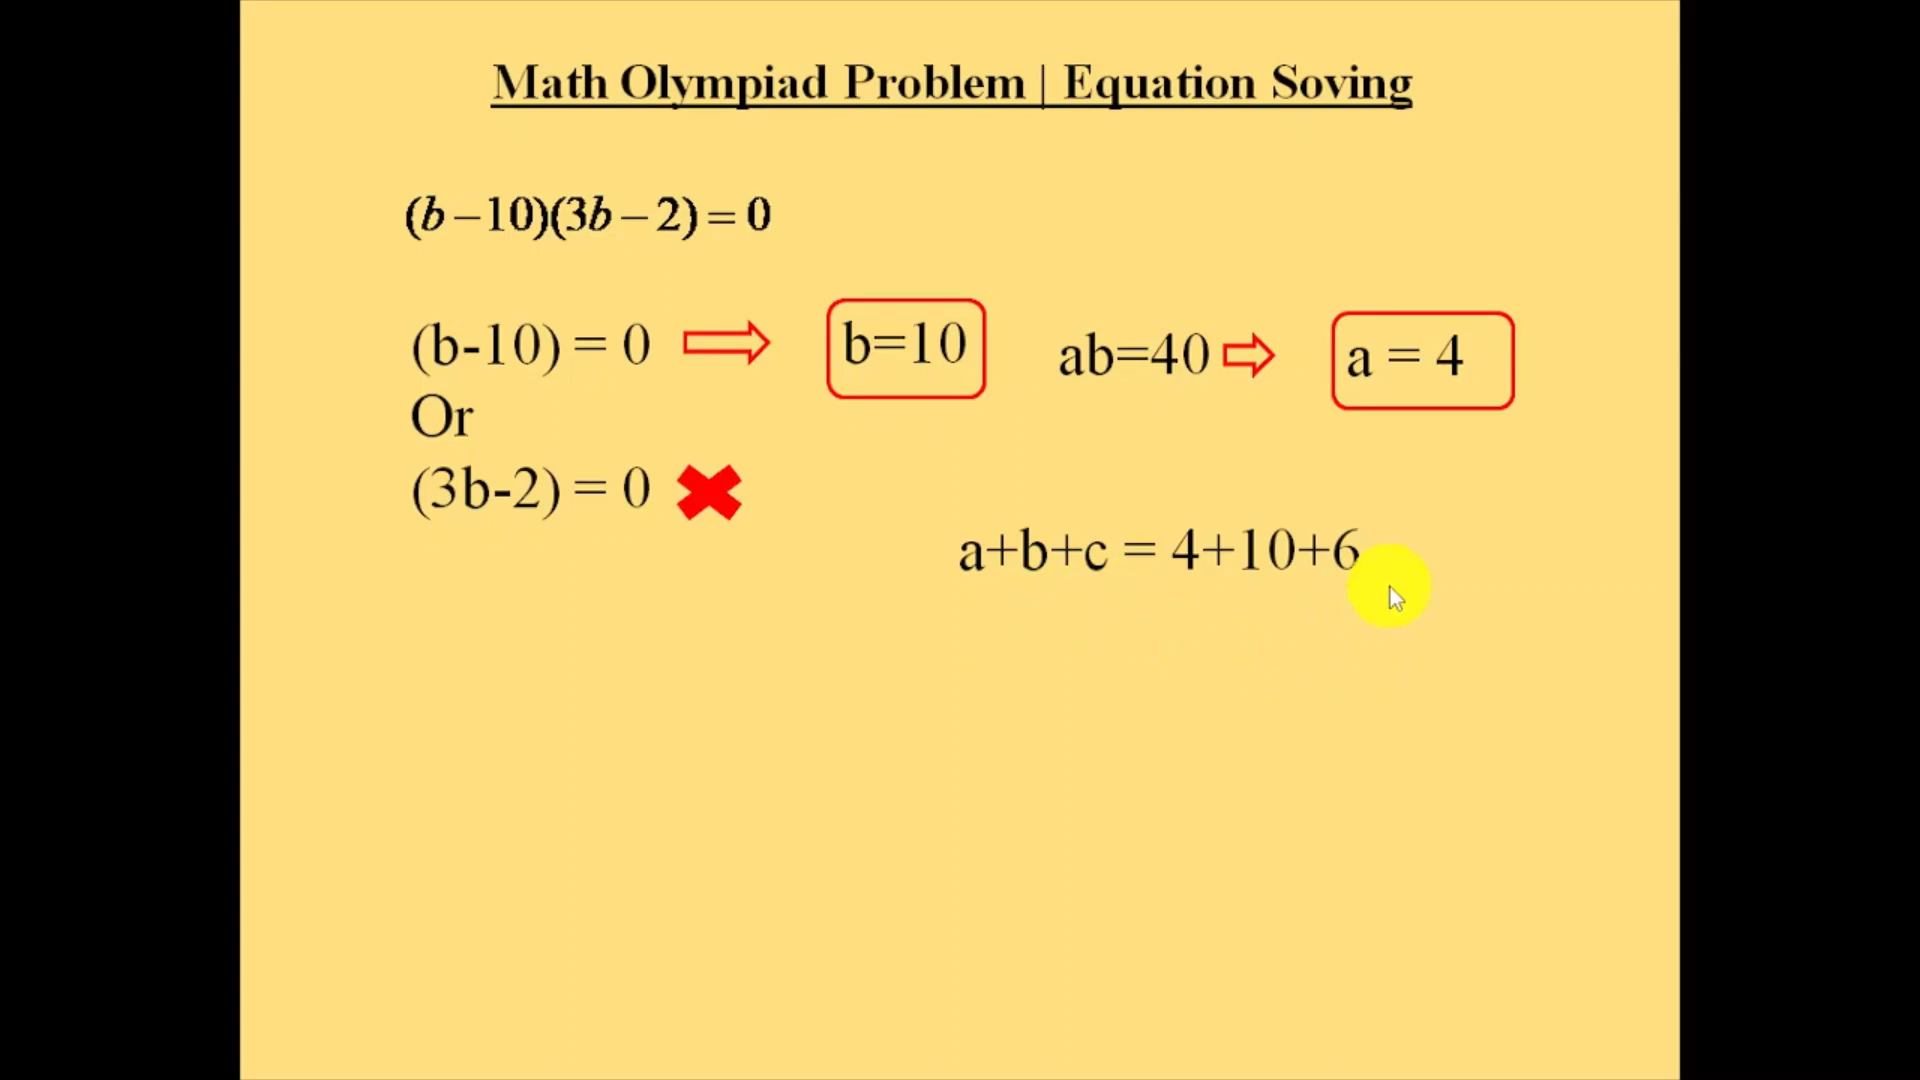 Math Olympiad Problem | Equation Soving
(b−10)(3b−2)=0
(b-10) = 0 b=10 ab=40 a = 4
Or
(3b-2) = 0
a+b+c = 4+10+6